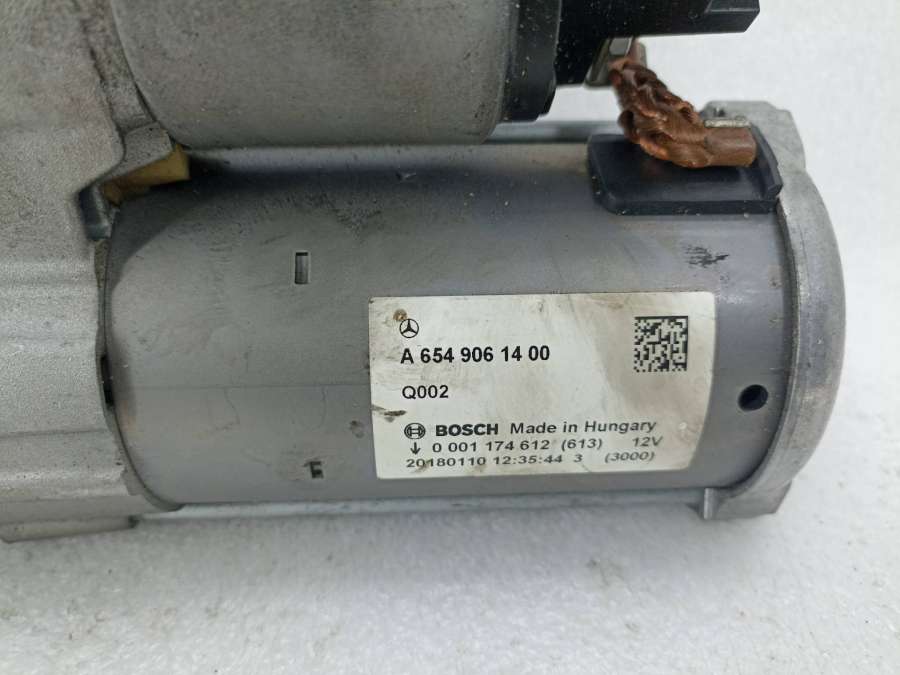 A 654 906 14 00
Q002
BOSCH Made in Hungary
↓ 0 001 174 612 (613) 12V
20180110 12:35:44 3 (3000)